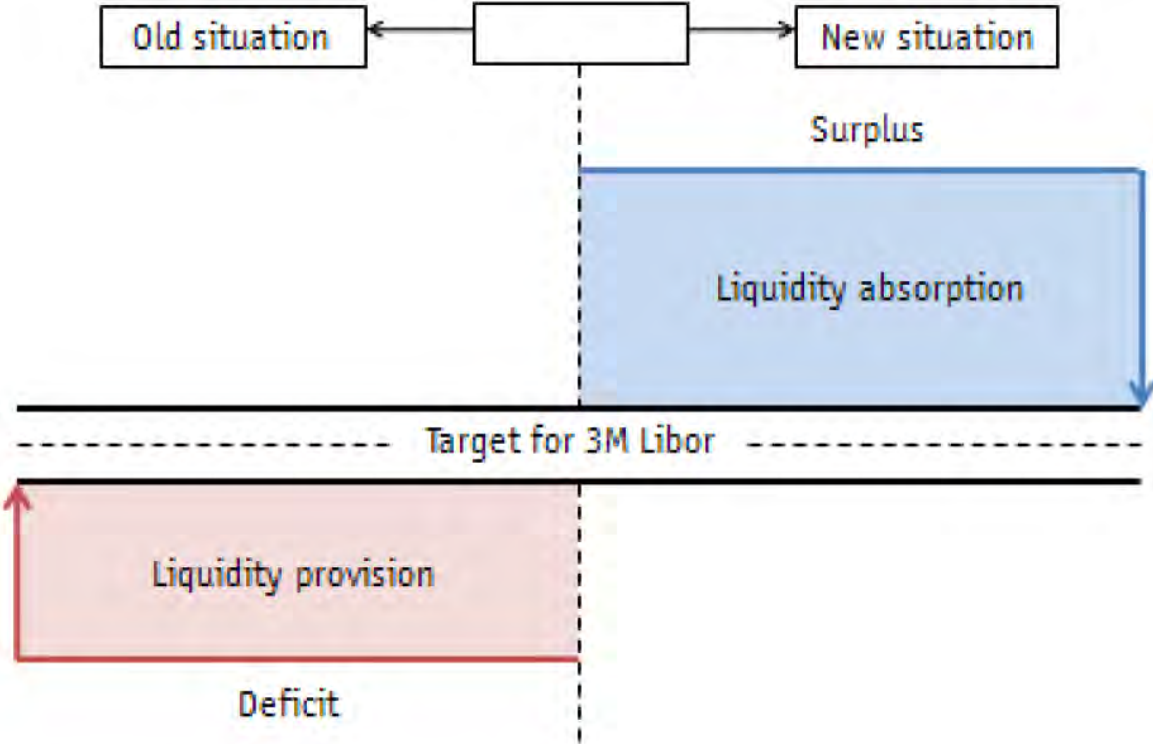 Old situation
New situation
Surplus
Liquidity absorption
Target for 3M Libor
Liquidity provision
Deficit